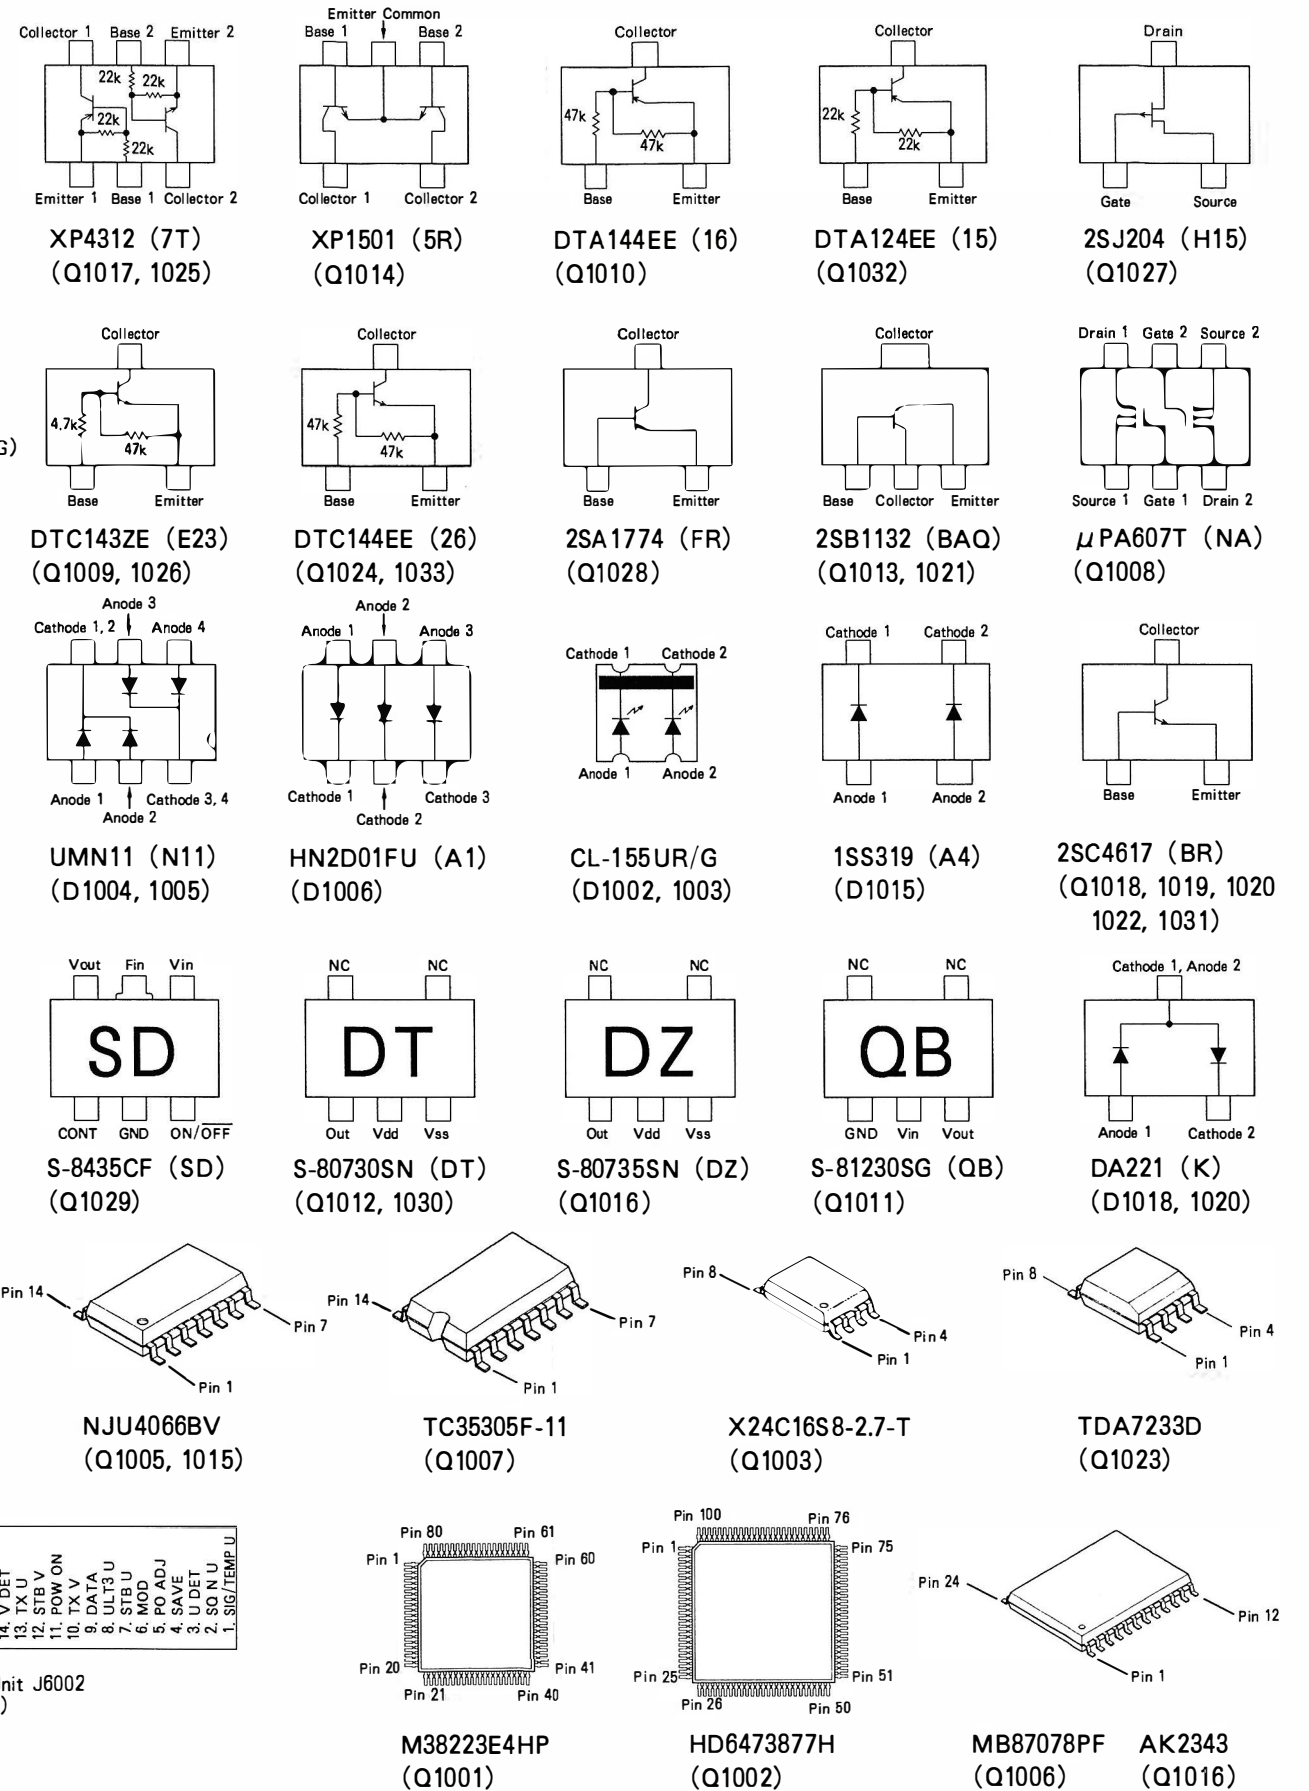 Collector 1 Base 2 Emitter 2
22k 22k
22k
22k
Emitter 1 Base 1 Collector 2
XP4312 (7T)
(Q1017, 1025)
Emitter Common
Base 1 Base 2
Collector 1 Collector 2
XP1501 (5R)
(Q1014)
Collector
47k
47k
Base Emitter
DTA144EE (16)
(Q1010)
Collector
22k
22k
Base Emitter
DTA124EE (15)
(Q1032)
Drain
Gate Source
2SJ204 (H15)
(Q1027)
G)
Collector
4.7k
47k
Base Emitter
DTC143ZE (E23)
(Q1009, 1026)
Collector
47k
47k
Base Emitter
DTC144EE (26)
(Q1024, 1033)
Collector
Base Emitter
2SA1774 (FR)
(Q1028)
Collector
Base Collector Emitter
2SB1132 (BAQ)
(Q1013, 1021)
Drain 1 Gate 2 Source 2
Source 1 Gate 1 Drain 2
μPA607T (NA)
(Q1008)
Anode 3
Cathode 1, 2 Anode 4
Anode 1 Cathode 3, 4
Anode 2
UMN11 (N11)
(D1004, 1005)
Anode 2
Anode 1 Anode 3
Cathode 1 Cathode 3
Cathode 2
HN2D01FU (A1)
(D1006)
Cathode 1 Cathode 2
Anode 1 Anode 2
CL-155UR/G
(D1002, 1003)
Cathode 1 Cathode 2
Anode 1 Anode 2
1SS319 (A4)
(D1015)
Collector
Base Emitter
2SC4617 (BR)
(Q1018, 1019, 1020
1022, 1031)
Vout Fin Vin
SD
CONT GND ON/OFF
S-8435CF (SD)
(Q1029)
NC NC
DT
Out Vdd Vss
S-80730SN (DT)
(Q1012, 1030)
NC NC
DZ
Out Vdd Vss
S-80735SN (DZ)
(Q1016)
NC NC
QB
GND Vin Vout
S-81230SG (QB)
(Q1011)
Cathode 1, Anode 2
Anode 1 Cathode 2
DA221 (K)
(D1018, 1020)
Pin 14
Pin 7
Pin 1
NJU4066BV
(Q1005, 1015)
Pin 14
Pin 7
Pin 1
TC35305F-11
(Q1007)
Pin 8
Pin 4
Pin 1
X24C16S8-2.7-T
(Q1003)
Pin 8
Pin 4
Pin 1
TDA7233D
(Q1023)
14. V DET
13. TX U
12. STB V
11. POW ON
10. TX V
9. DATA
8. ULT3 U
7. STB U
6. MOD
5. PO ADJ
4. SAVE
3. U DET
2. SQ N U
1. SIG/TEMP U
nit J6002
)
Pin 80 Pin 61
Pin 1 Pin 60
Pin 20 Pin 41
Pin 21 Pin 40
M38223E4HP
(Q1001)
Pin 100 Pin 76
Pin 1 Pin 75
Pin 25 Pin 51
Pin 26 Pin 50
HD6473877H
(Q1002)
Pin 24
Pin 12
Pin 1
MB87078PF AK2343
(Q1006) (Q1016)